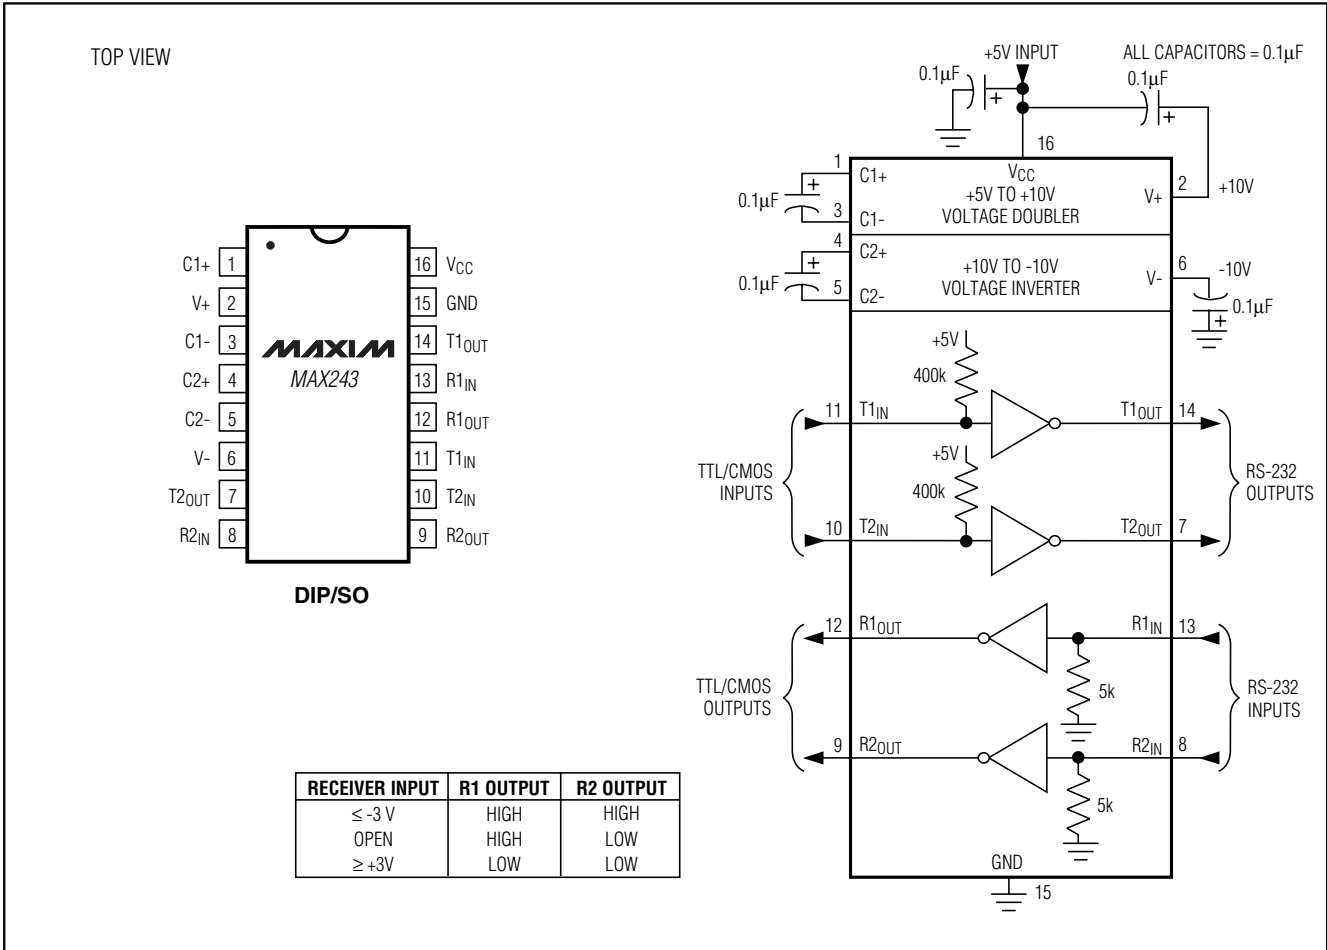 TOP VIEW
C1+ 1
V+ 2
C1- 3
C2+ 4
C2- 5
V- 6
T2OUT 7
R2IN 8
MAXIM
MAX243
16 VCC
15 GND
14 T1OUT
13 R1IN
12 R1OUT
11 T1IN
10 T2IN
9 R2OUT
DIP/SO
RECEIVER INPUT R1 OUTPUT R2 OUTPUT
≤ -3 V HIGH HIGH
OPEN HIGH LOW
≥ +3V LOW LOW
+5V INPUT
ALL CAPACITORS = 0.1μF
0.1μF
+
0.1μF
+
16
VCC
+5V TO +10V
VOLTAGE DOUBLER
1
C1+
+
0.1μF
3
C1-
V+
2
+10V
4
C2+
+
0.1μF
5
C2-
+10V TO -10V
VOLTAGE INVERTER
V-
6
-10V
0.1μF
+
+5V
400k
11 T1IN
T1OUT 14
+5V
400k
TTL/CMOS
INPUTS
RS-232
OUTPUTS
10 T2IN
T2OUT 7
12 R1OUT
R1IN 13
5k
TTL/CMOS
OUTPUTS
RS-232
INPUTS
9 R2OUT
R2IN 8
5k
GND
15